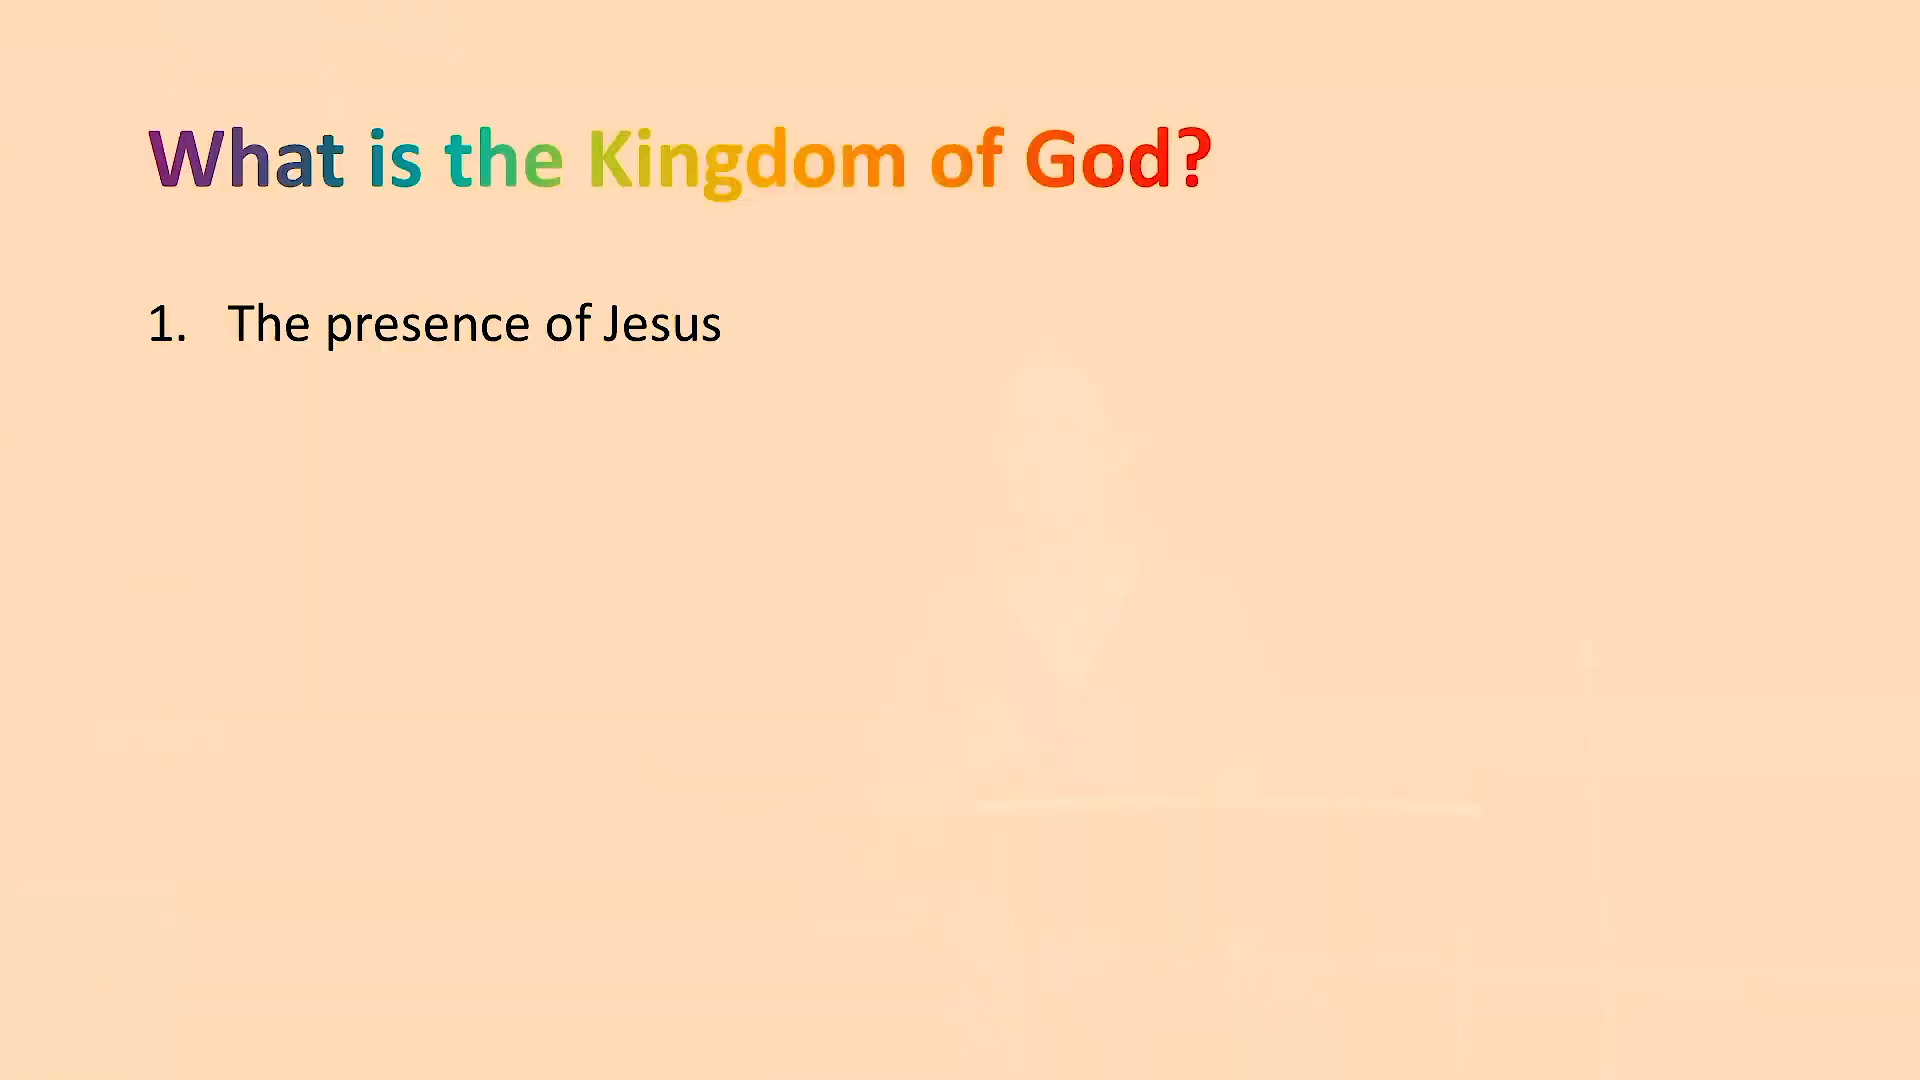 What is the Kingdom of God?
1. The presence of Jesus